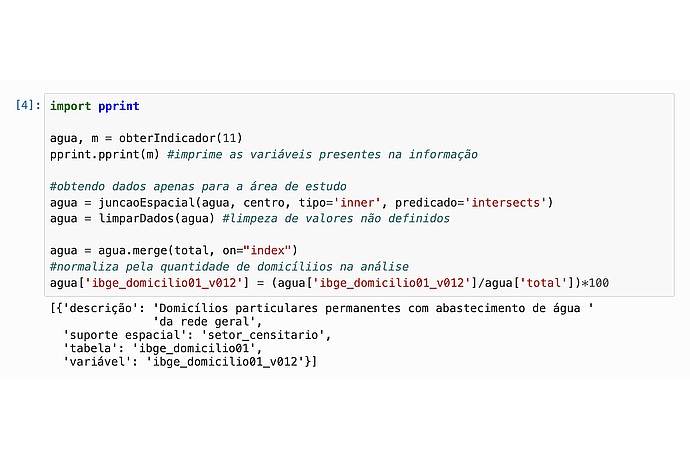 [4]: import pprint
agua, m = obterIndicador(11)
pprint.pprint(m) #imprime as variáveis presentes na informação
#obtendo dados apenas para a área de estudo
agua = juncaoEspacial(agua, centro, tipo='inner', predicado='intersects')
agua = limparDados(agua) #limpeza de valores não definidos
agua = agua.merge(total, on="index")
#normaliza pela quantidade de domicíliios na análise
agua['ibge_domicilio01_v012'] = (agua['ibge_domicilio01_v012']/agua['total'])*100
[{'descrição': 'Domicílios particulares permanentes com abastecimento de água '
'da rede geral',
'suporte espacial': 'setor_censitario',
'tabela': 'ibge_domicilio01',
'variável': 'ibge_domicilio01_v012'}]